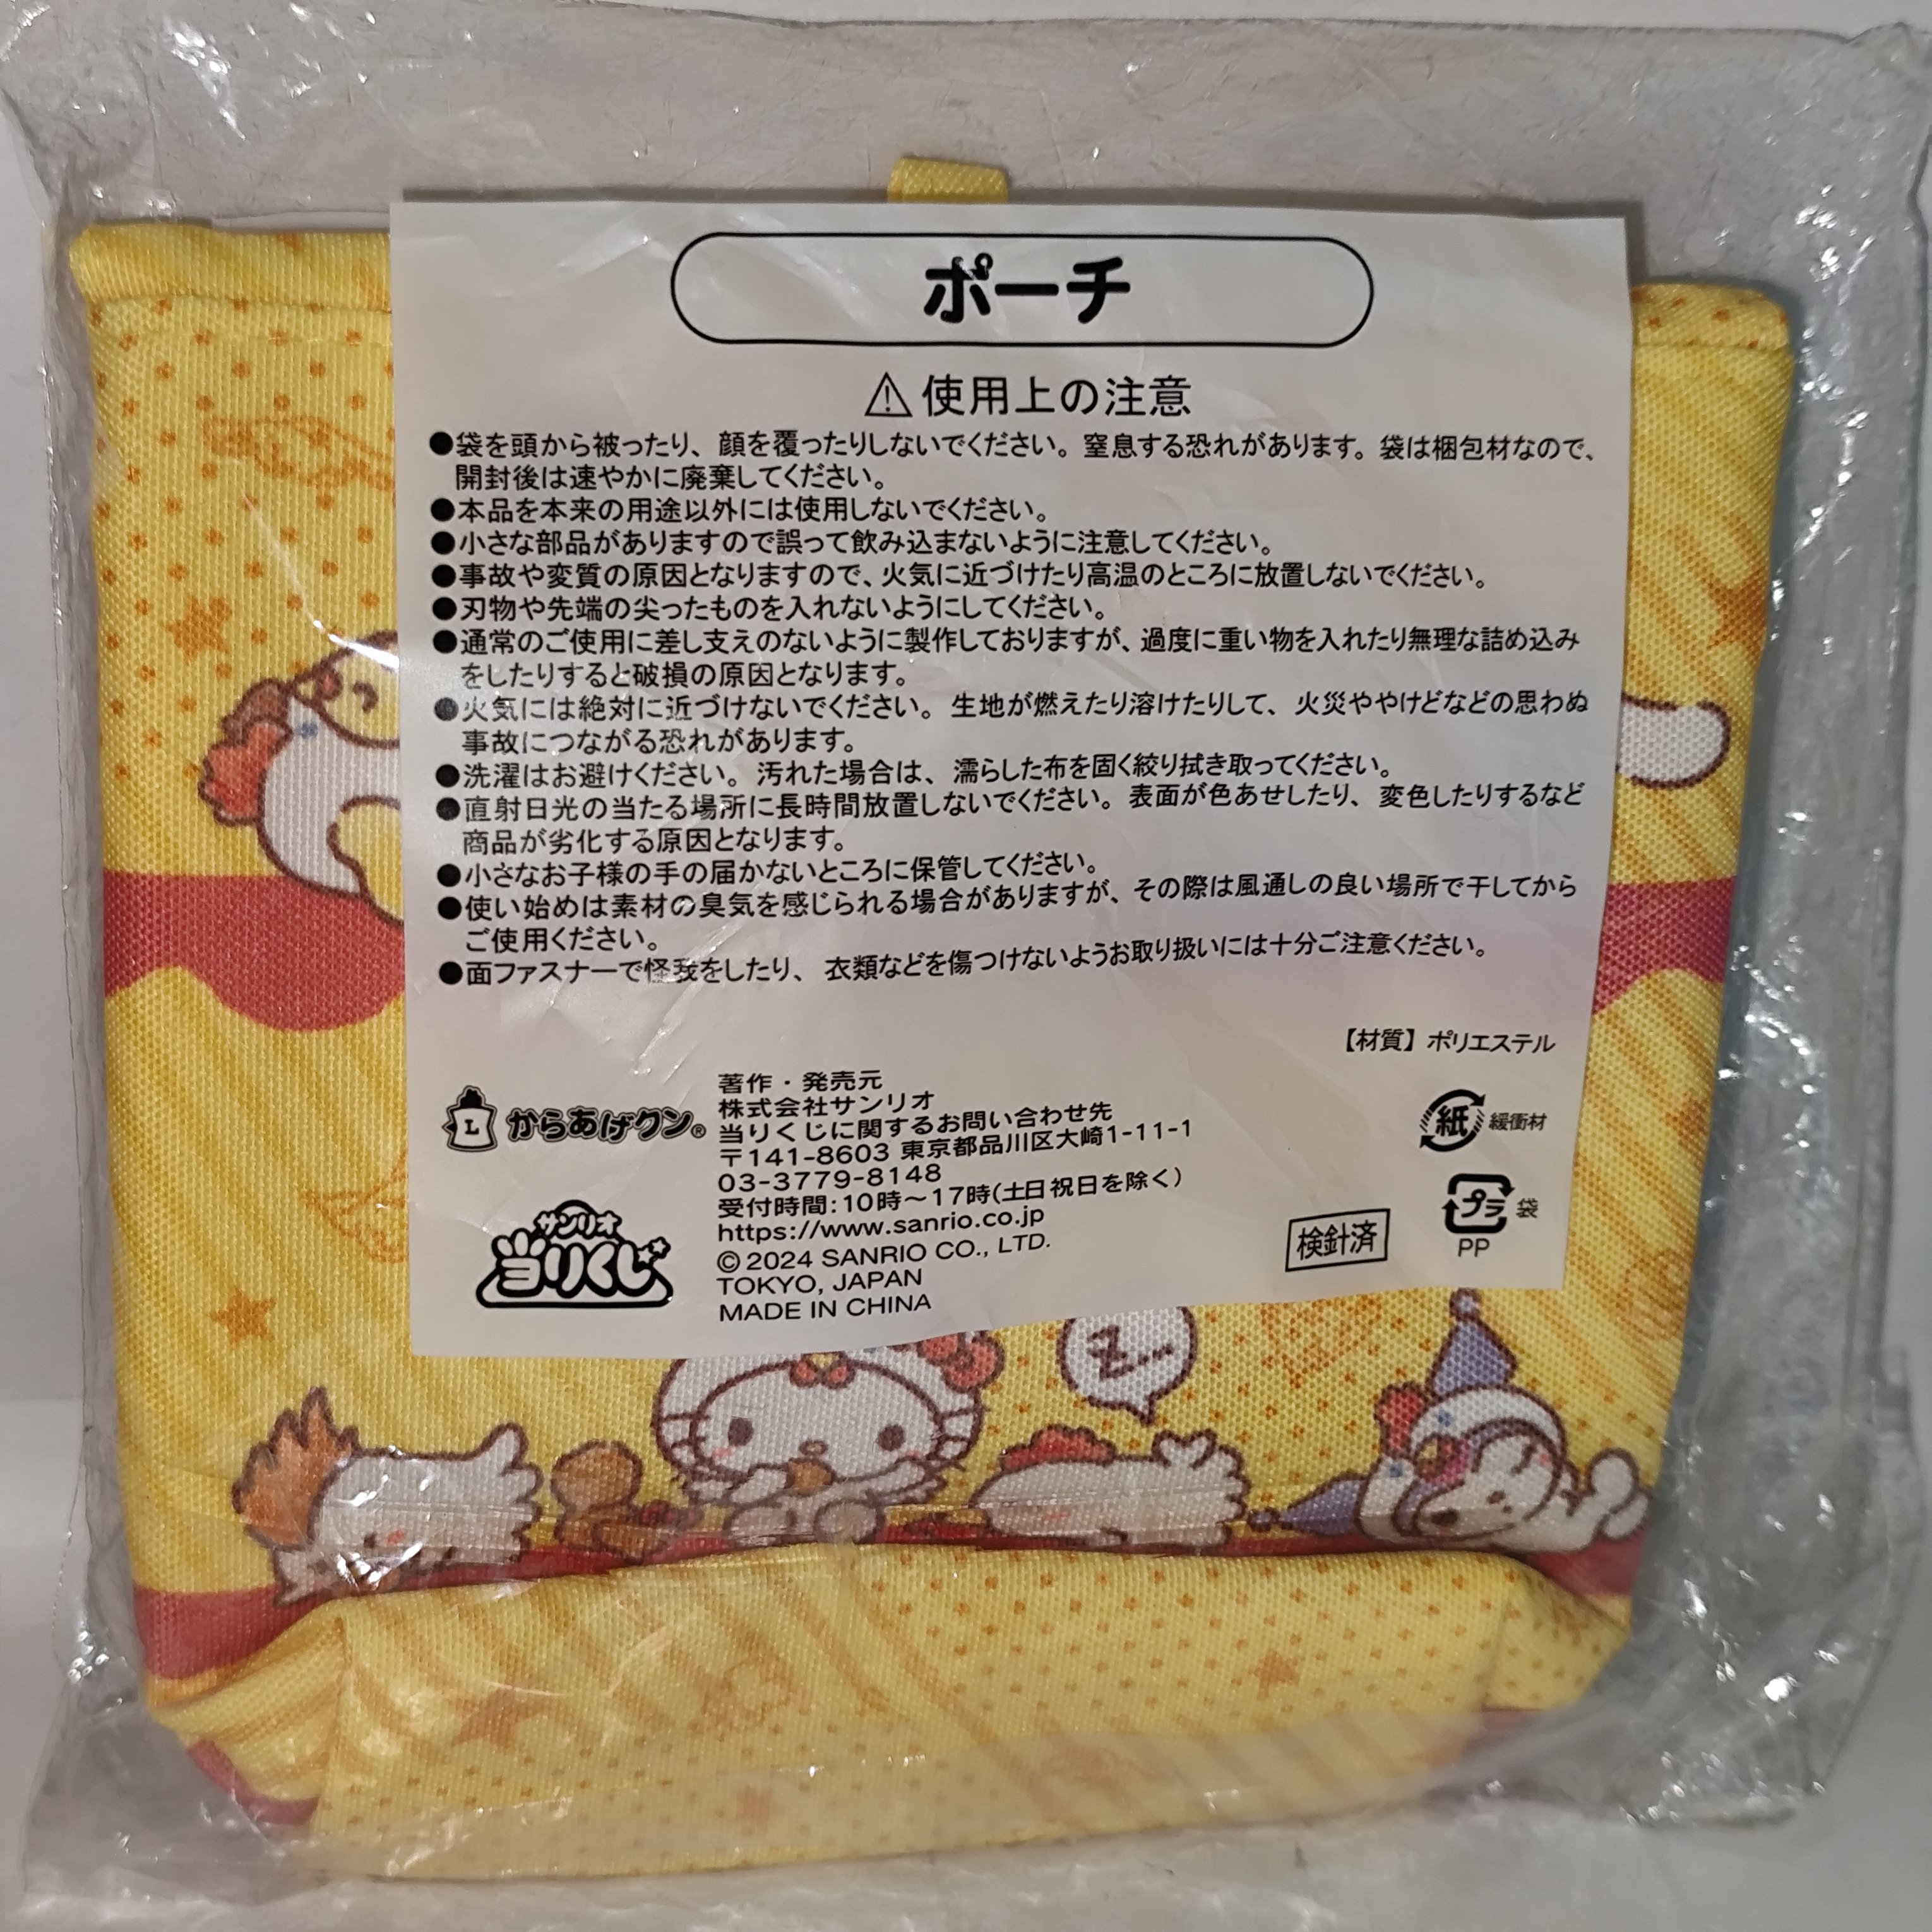 ポーチ
⚠使用上の注意
●袋を頭から被ったり、顔を覆ったりしないでください。窒息する恐れがあります。袋は梱包材なので、
開封後は速やかに廃棄してください。
●本品を本来の用途以外には使用しないでください。
●小さな部品がありますので誤って飲み込まないように注意してください。
●事故や変質の原因となりますので、火気に近づけたり高温のところに放置しないでください。
●刃物や先端の尖ったものを入れないようにしてください。
●通常のご使用に差し支えのないように製作しておりますが、過度に重い物を入れたり無理な詰め込み
をしたりすると破損の原因となります。
●火気には絶対に近づけないでください。生地が燃えたり溶けたりして、火災ややけどなどの思わぬ
事故につながる恐れがあります。
●洗濯はお避けください。汚れた場合は、濡らした布を固く絞り拭き取ってください。
●直射日光の当たる場所に長時間放置しないでください。表面が色あせしたり、変色したりするなど
商品が劣化する原因となります。
●小さなお子様の手の届かないところに保管してください。
●使い始めは素材の臭気を感じられる場合がありますが、その際は風通しの良い場所で干してから
ご使用ください。
●面ファスナーで怪我をしたり、衣類などを傷つけないようお取り扱いには十分ご注意ください。
【材質】ポリエステル
L からあげクン®
サンリオ
当りくじ
著作・発売元
株式会社サンリオ
当りくじに関するお問い合わせ先
〒141-8603 東京都品川区大崎1-11-1
03-3779-8148
受付時間:10時～17時(土日祝日を除く)
https://www.sanrio.co.jp
© 2024 SANRIO CO., LTD.
TOKYO, JAPAN
MADE IN CHINA
検針済
紙 緩衝材
プラ 袋
PP
Z...